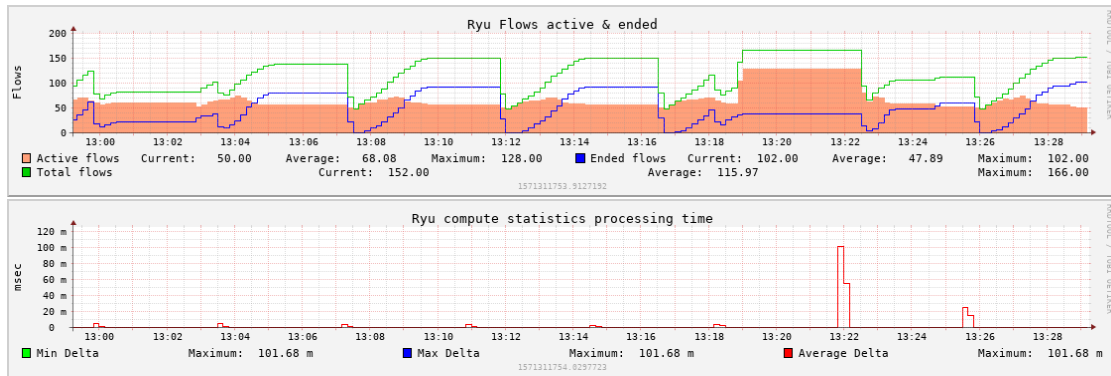 Ryu Flows active & ended
Flows
200
150
100
50
0
13:00 13:02 13:04 13:06 13:08 13:10 13:12 13:14 13:16 13:18 13:20 13:22 13:24 13:26 13:28
Active flows Current: 50.00 Average: 68.08 Maximum: 128.00 Ended flows Current: 102.00 Average: 47.89 Maximum: 102.00
Total flows Current: 152.00 Average: 115.97 Maximum: 166.00
1571311753.9127192
Ryu compute statistics processing time
msec
120 m
100 m
80 m
60 m
40 m
20 m
0
13:00 13:02 13:04 13:06 13:08 13:10 13:12 13:14 13:16 13:18 13:20 13:22 13:24 13:26 13:28
Min Delta Maximum: 101.68 m Max Delta Maximum: 101.68 m Average Delta Maximum: 101.68 m
1571311754.0297723